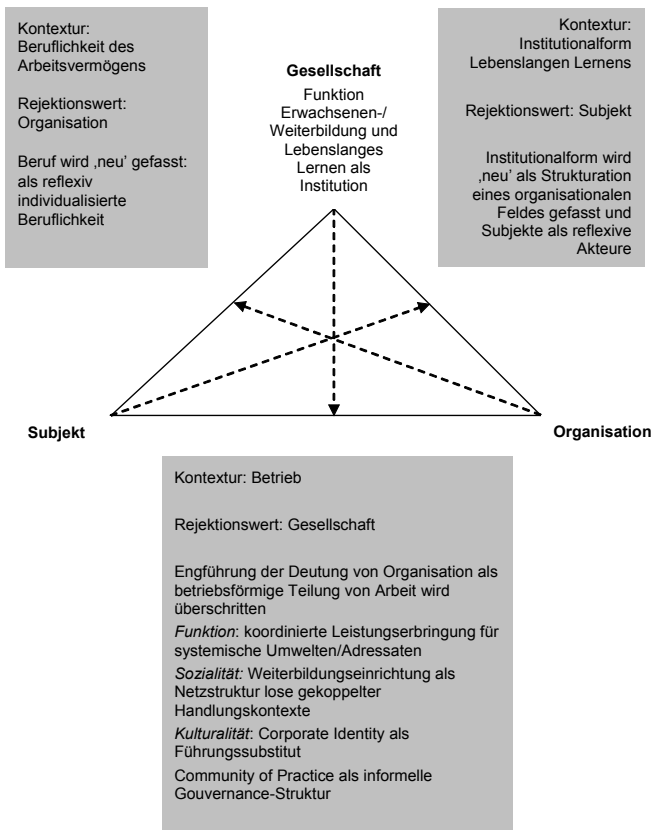 Kontextur:
Beruflichkeit des
Arbeitsvermögens
Rejektionswert:
Organisation
Beruf wird ‚neu' gefasst:
als reflexiv
individualisierte
Beruflichkeit
Gesellschaft
Funktion
Erwachsenen-/
Weiterbildung und
Lebenslanges
Lernen als
Institution
Kontextur:
Institutionalform
Lebenslangen Lernens
Rejektionswert: Subjekt
Institutionalform wird
‚neu' als Strukturation
eines organisationalen
Feldes gefasst und
Subjekte als reflexive
Akteure
Subjekt
Organisation
Kontextur: Betrieb
Rejektionswert: Gesellschaft
Engführung der Deutung von Organisation als
betriebsförmige Teilung von Arbeit wird
überschritten
Funktion: koordinierte Leistungserbringung für
systemische Umwelten/Adressaten
Sozialität: Weiterbildungseinrichtung als
Netzstruktur lose gekoppelter
Handlungskontexte
Kulturalität: Corporate Identity als
Führungssubstitut
Community of Practice als informelle
Gouvernance-Struktur